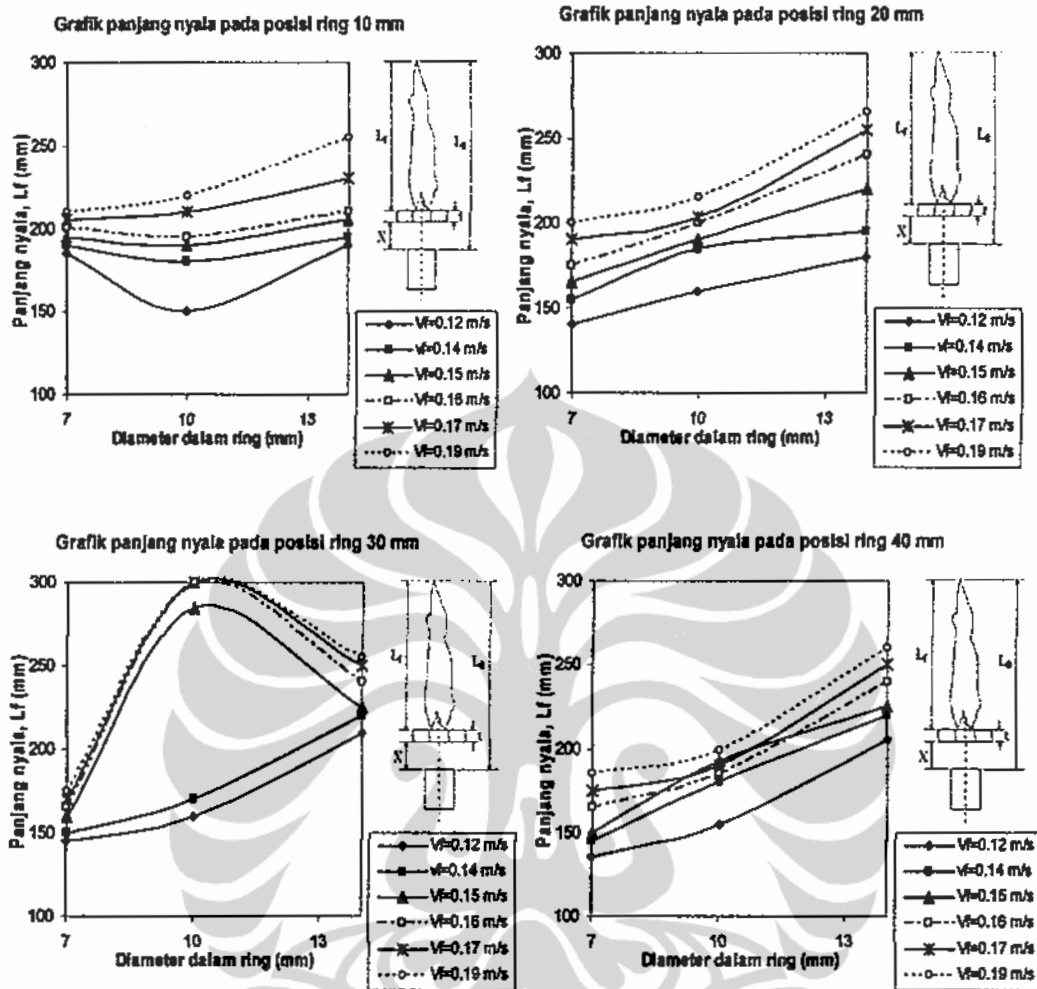 Grafik panjang nyala pada posisi ring 10 mm
Panjang nyala, Lf (mm)
300
250
200
150
100
7
10
13
Diameter dalam ring (mm)
Lf
X
Vf=0.12 m/s
vf=0.14 m/s
Vf=0.15 m/s
Vf=0.16 m/s
Vf=0.17 m/s
Vf=0.19 m/s
Grafik panjang nyala pada posisi ring 20 mm
Panjang nyala, Lf (mm)
300
250
200
150
100
7
10
13
Diameter dalam ring (mm)
Lf
X
Vf=0.12 m/s
vf=0.14 m/s
Vf=0.15 m/s
Vf=0.16 m/s
Vf=0.17 m/s
Vf=0.19 m/s
Grafik panjang nyala pada posisi ring 30 mm
Panjang nyala, Lf (mm)
300
250
200
150
100
7
10
13
Diameter dalam ring (mm)
Lf
X
Vf=0.12 m/s
vf=0.14 m/s
Vf=0.15 m/s
Vf=0.16 m/s
Vf=0.17 m/s
Vf=0.19 m/s
Grafik panjang nyala pada posisi ring 40 mm
Panjang nyala, Lf (mm)
300
250
200
150
100
7
10
13
Diameter dalam ring (mm)
Lf
X
Vf=0.12 m/s
vf=0.14 m/s
Vf=0.15 m/s
Vf=0.16 m/s
Vf=0.17 m/s
Vf=0.19 m/s